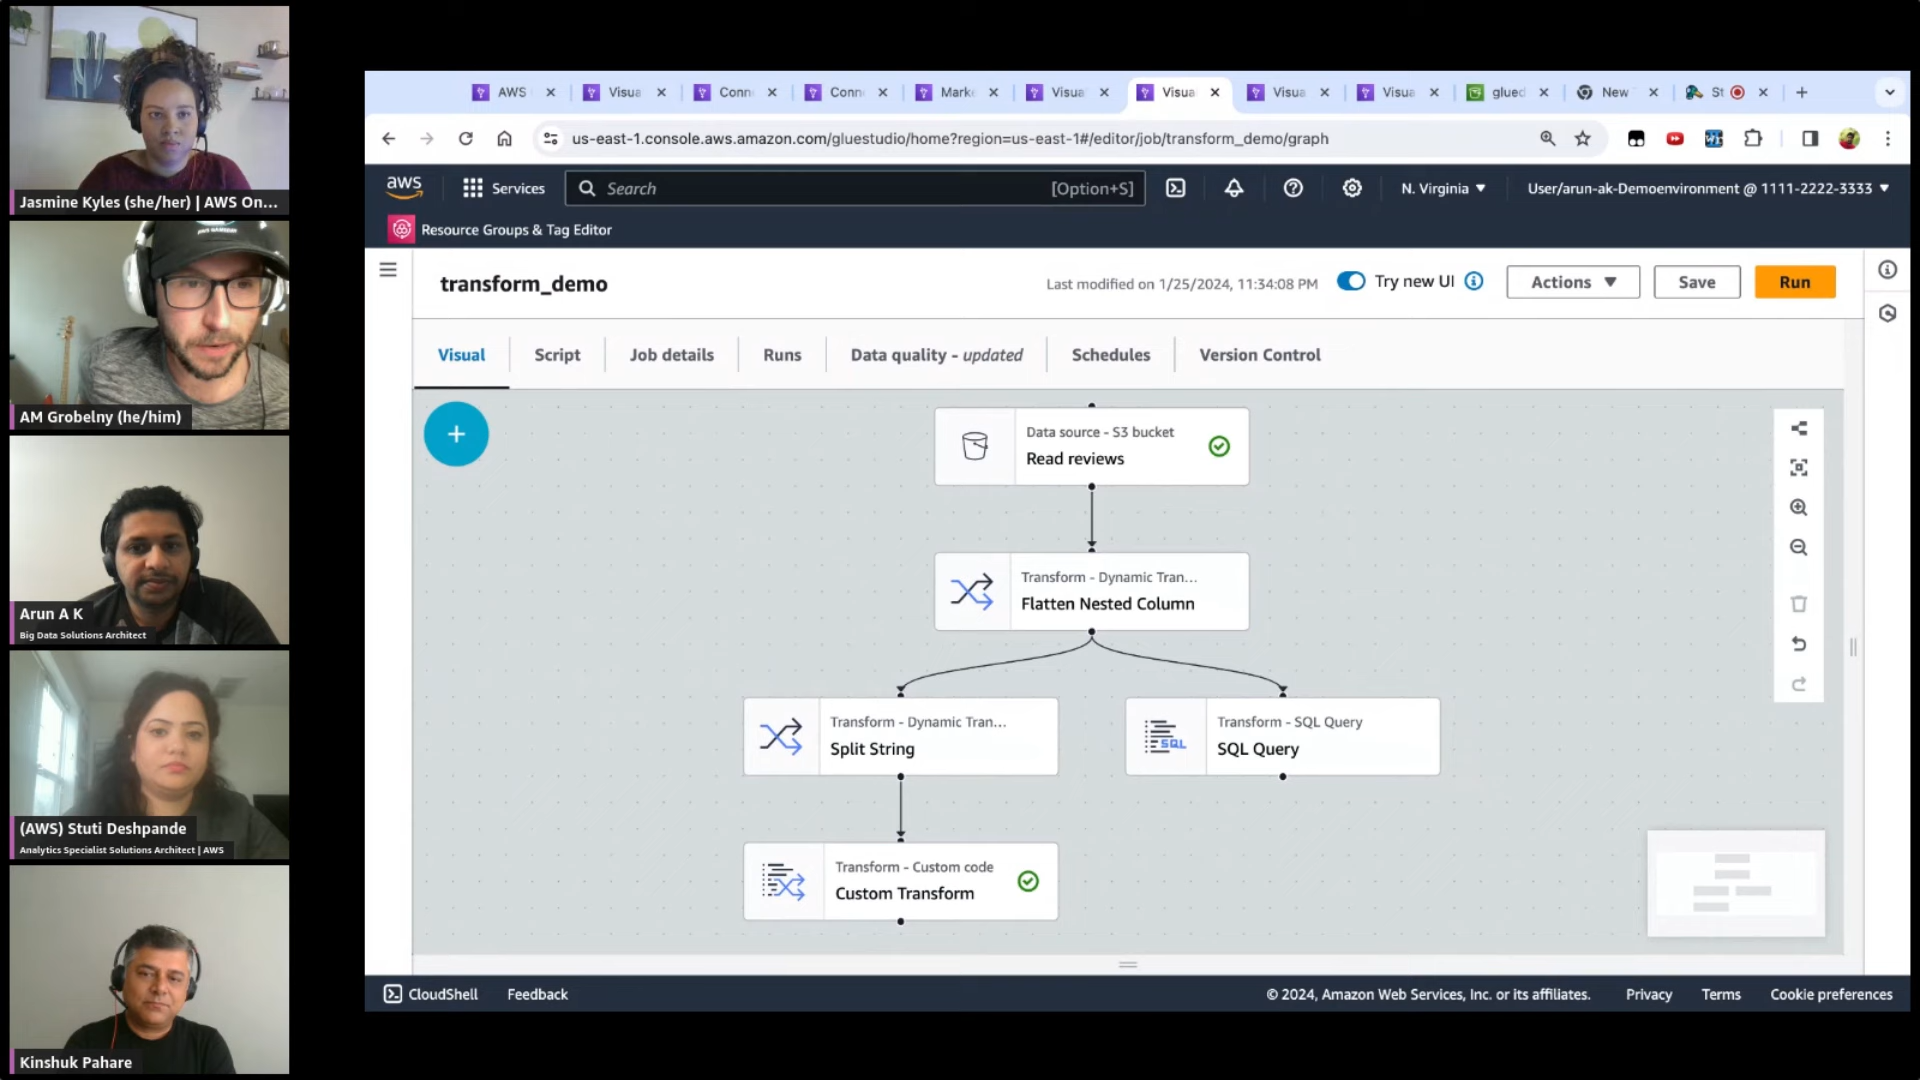 Jasmine Kyles (she/her) | AWS On...
AM Grobelny (he/him)
Arun A K
Big Data Solutions Architect
(AWS) Stuti Deshpande
Analytics Specialist Solutions Architect | AWS
Kinshuk Pahare
AWS
Visua
Conn
Conn
Mark
Visua
Visua
Visua
Visua
glued
New
St
us-east-1.console.aws.amazon.com/gluestudio/home?region=us-east-1#/editor/job/transform_demo/graph
aws
Services
Search
[Option+S]
N. Virginia
User/arun-ak-Demoenvironment @ 1111-2222-3333
Resource Groups & Tag Editor
transform_demo
Last modified on 1/25/2024, 11:34:08 PM
Try new UI
Actions
Save
Run
Visual
Script
Job details
Runs
Data quality - updated
Schedules
Version Control
Data source - S3 bucket
Read reviews
Transform - Dynamic Tran...
Flatten Nested Column
Transform - Dynamic Tran...
Split String
Transform - SQL Query
SQL
SQL Query
Transform - Custom code
Custom Transform
CloudShell
Feedback
© 2024, Amazon Web Services, Inc. or its affiliates.
Privacy
Terms
Cookie preferences